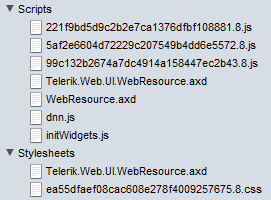 Scripts
221f9bd5d9c2b2e7ca1376dfbf108881.8.js
5af2e6604d72229c207549b4dd6e5572.8.js
99c132b2674a7dc4914a158447ec2b43.8.js
Telerik.Web.UI.WebResource.axd
WebResource.axd
dnn.js
initWidgets.js
Stylesheets
Telerik.Web.UI.WebResource.axd
ea55dfaef08cac608e278f4009257675.8.css